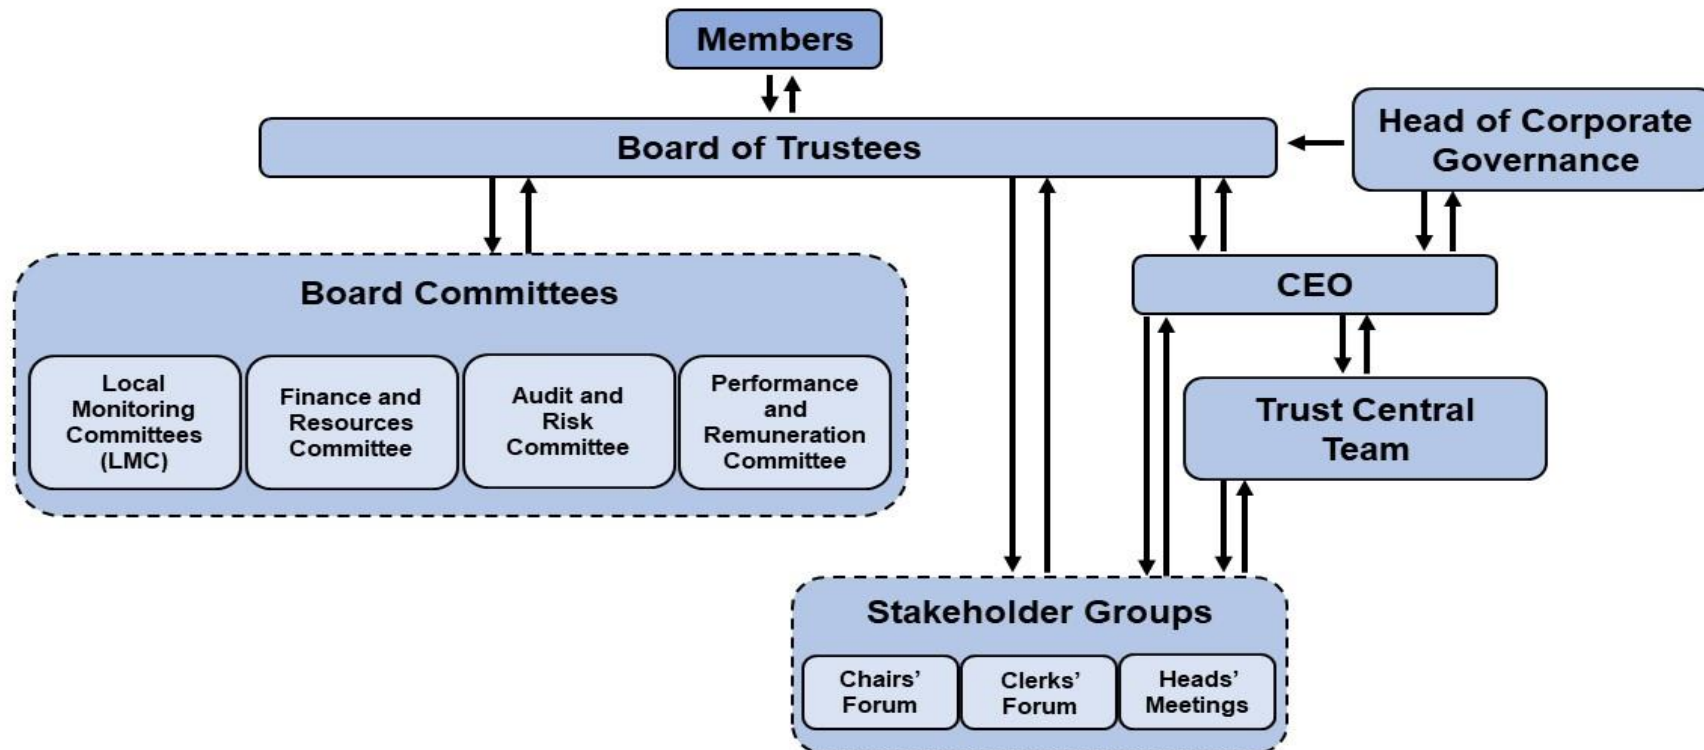 Members
Board of Trustees
Head of Corporate
Governance
CEO
Board Committees
Local
Monitoring
Committees
(LMC)
Finance and
Resources
Committee
Audit and
Risk
Committee
Performance
and
Remuneration
Committee
Trust Central
Team
Stakeholder Groups
Chairs’
Forum
Clerks’
Forum
Heads’
Meetings